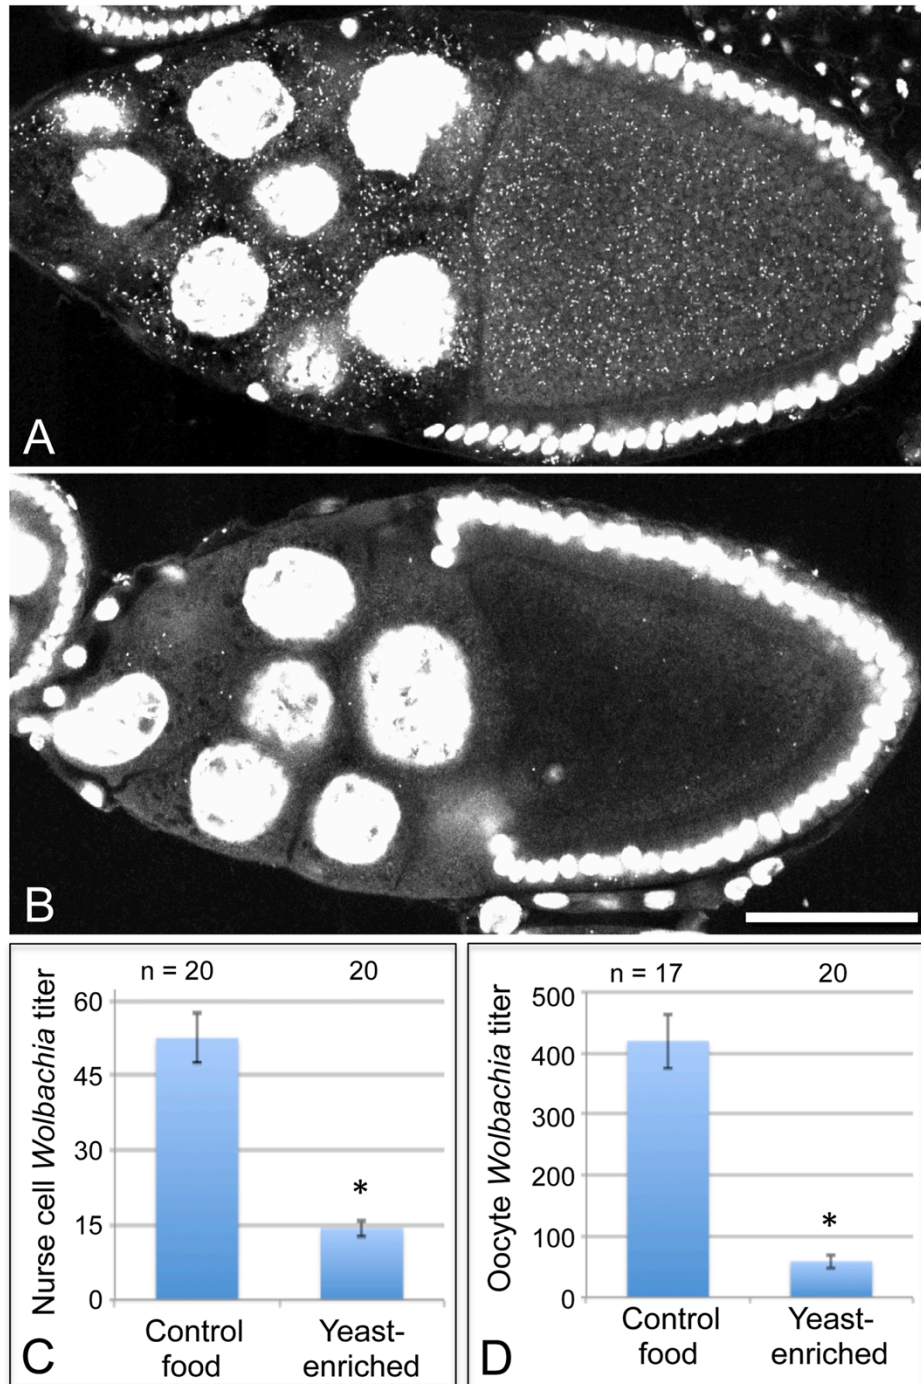 A
B
n = 20 20
Nurse cell Wolbachia titer
60
45
30
15
0
*
Control food
Yeast-enriched
C
n = 17 20
Oocyte Wolbachia titer
500
400
300
200
100
0
*
Control food
Yeast-enriched
D